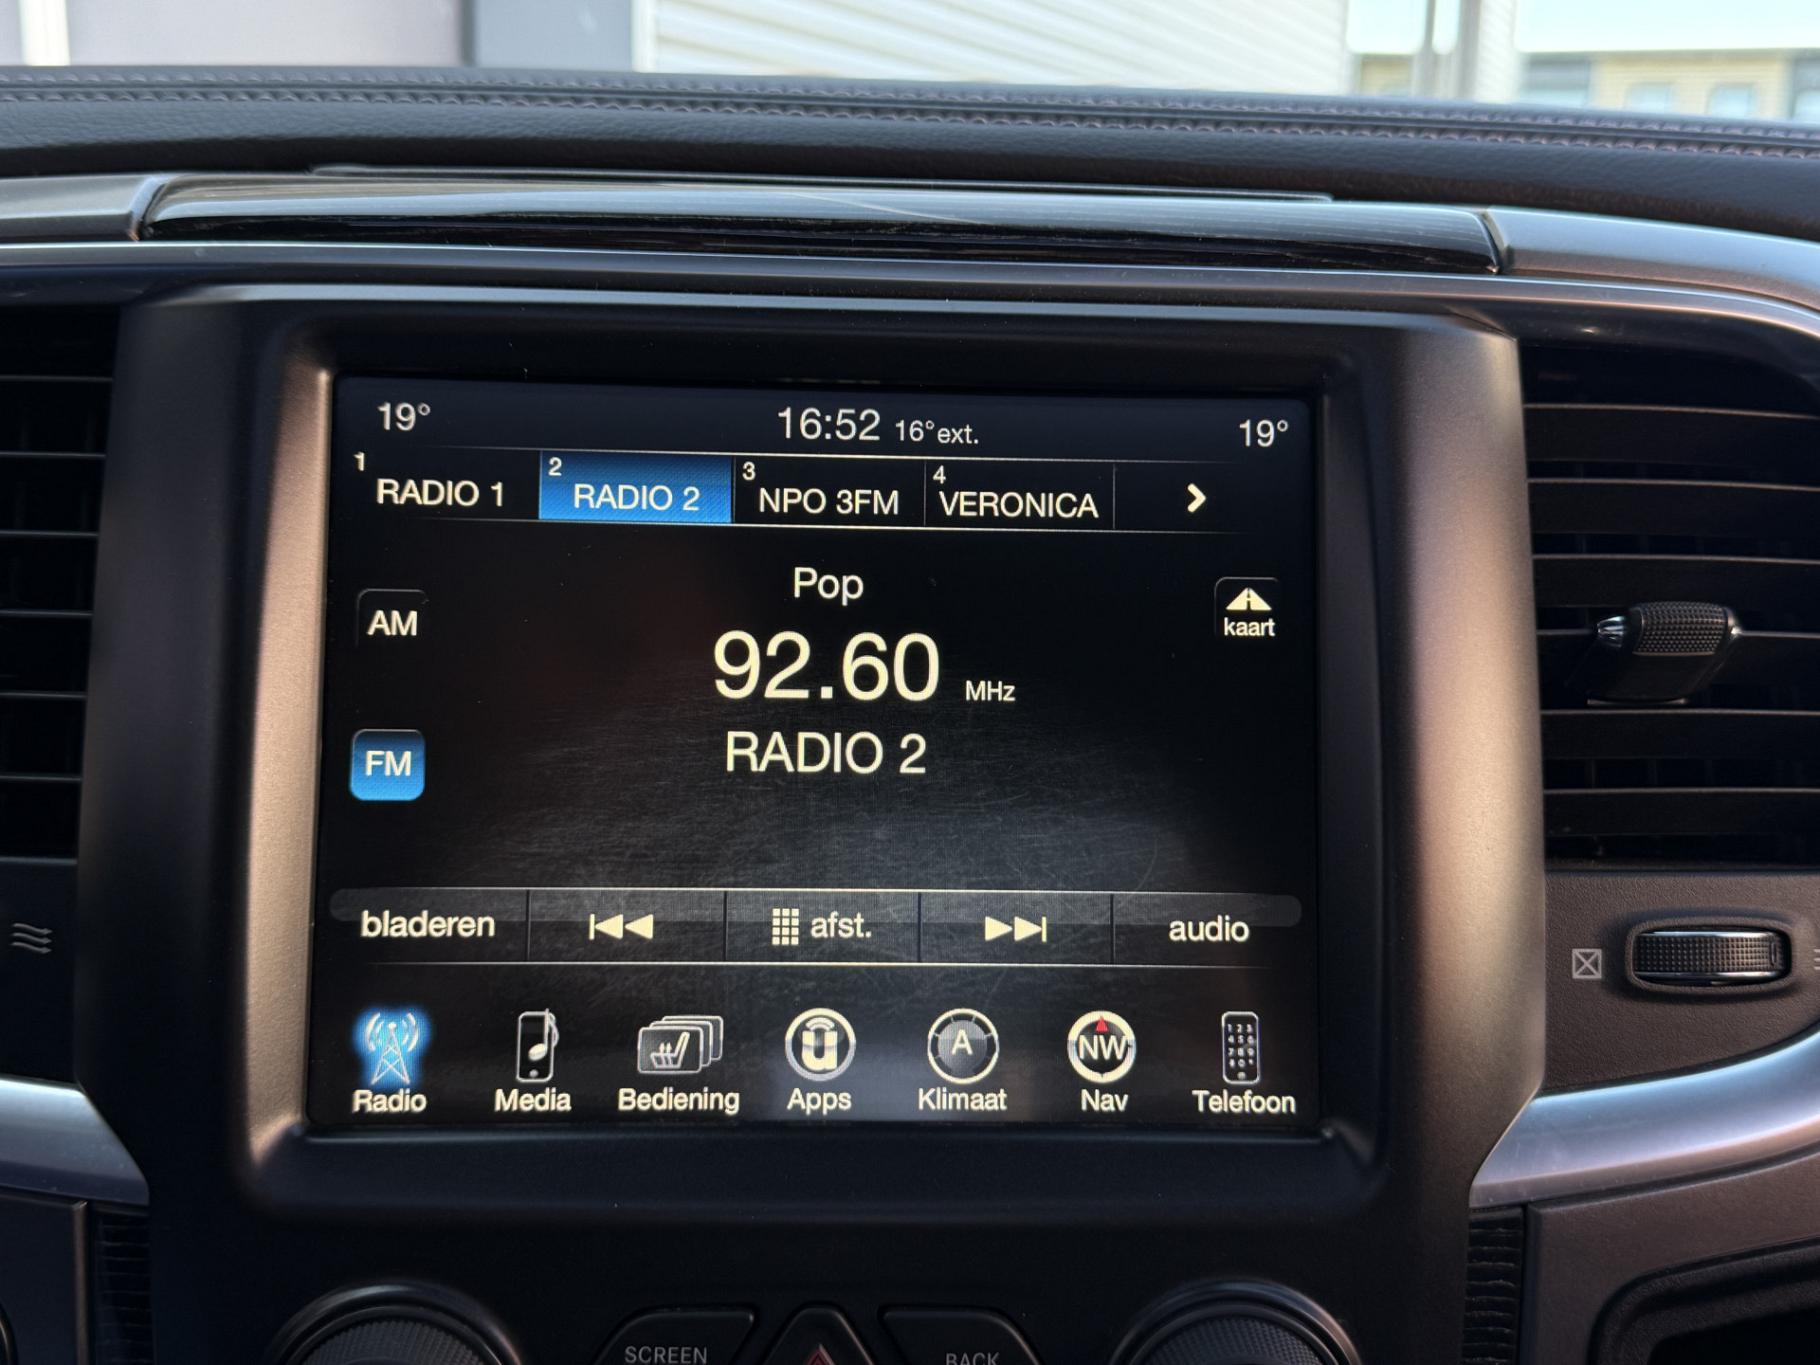 19° 16:52 16°ext. 19°
1 RADIO 1 2 RADIO 2 3 NPO 3FM 4 VERONICA
Pop
AM
kaart
92.60 MHz
FM
RADIO 2
bladeren afst. audio
A NW
Radio Media Bediening Apps Klimaat Nav Telefoon
SCREEN BACK